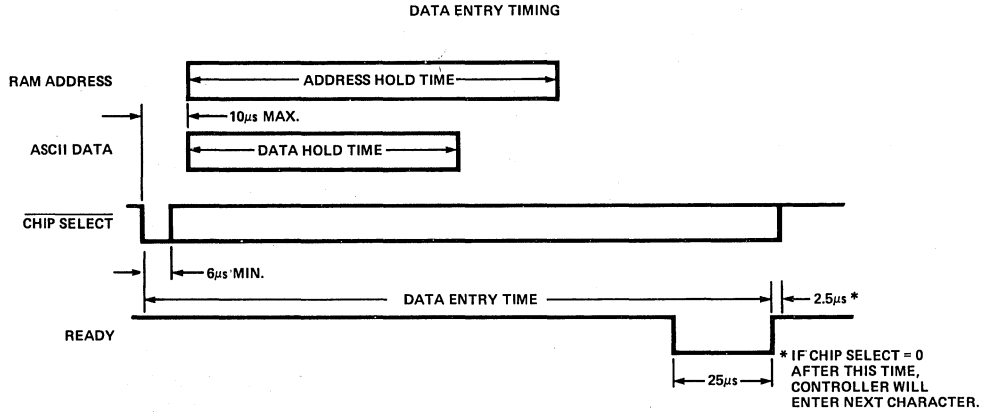 DATA ENTRY TIMING
RAM ADDRESS
ADDRESS HOLD TIME
10μs MAX.
ASCII DATA
DATA HOLD TIME
CHIP SELECT
6μs MIN.
DATA ENTRY TIME
2.5μs *
READY
25μs
* IF CHIP SELECT = 0
AFTER THIS TIME,
CONTROLLER WILL
ENTER NEXT CHARACTER.